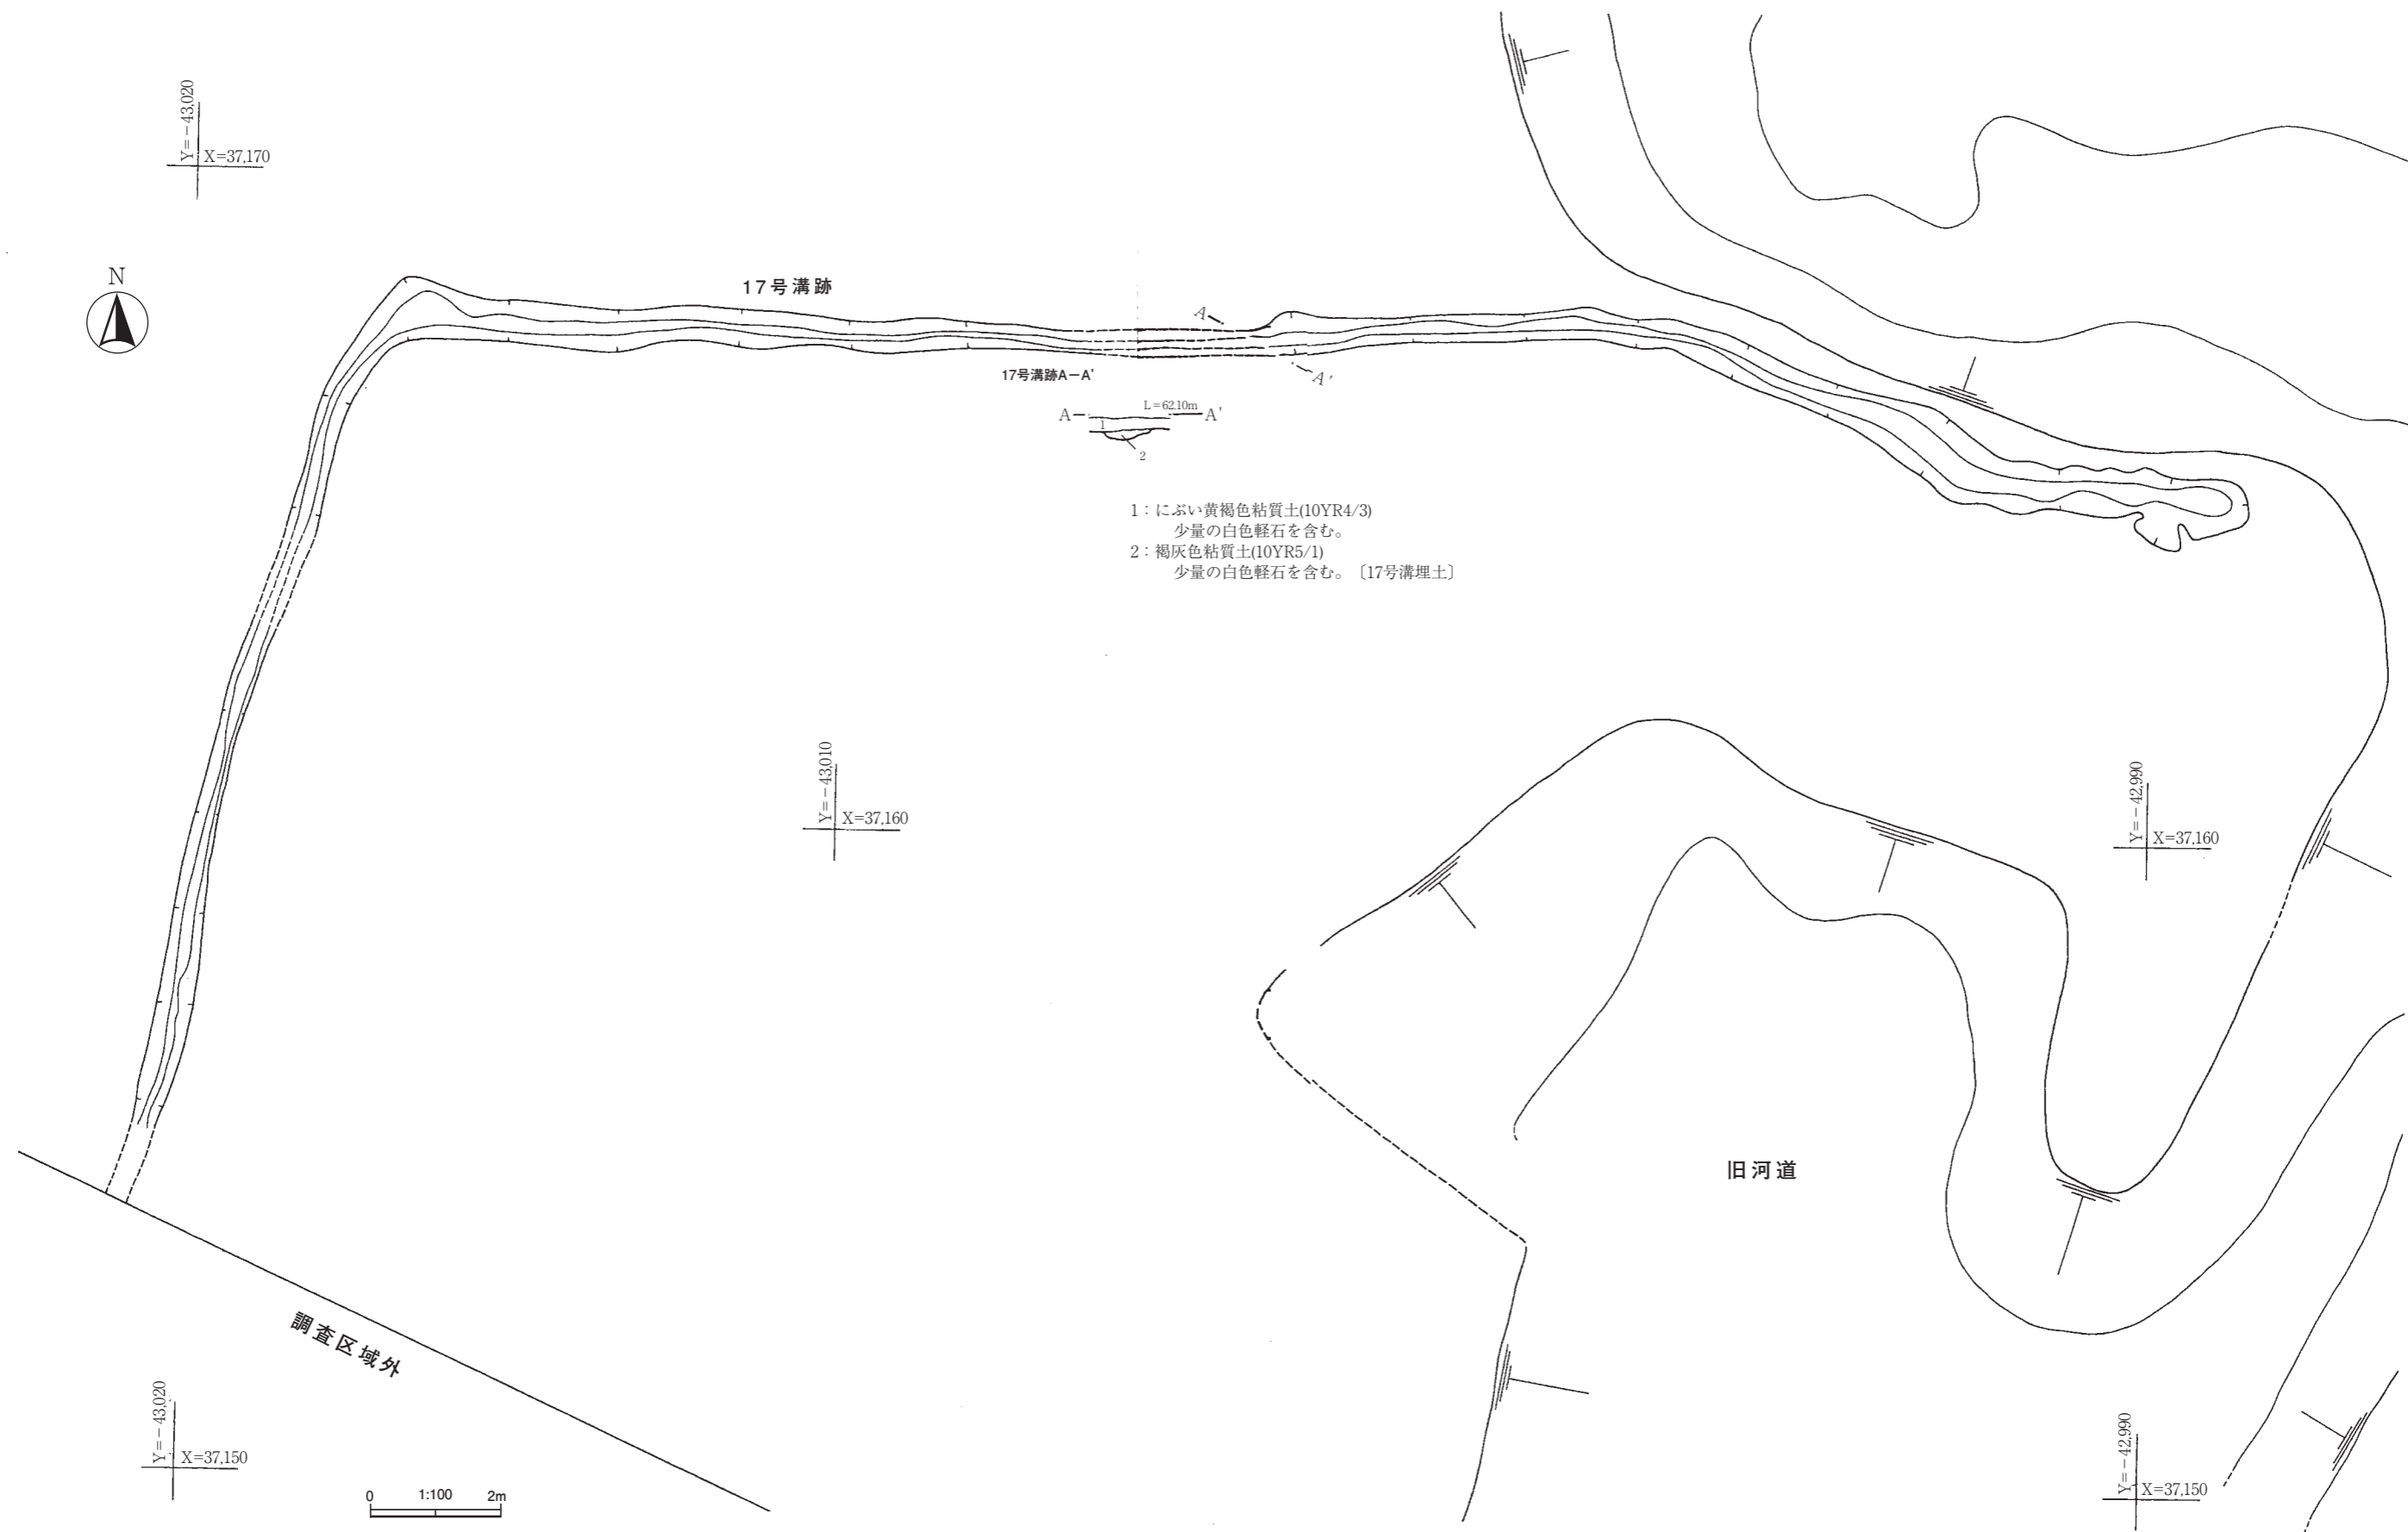 Y=-43,020
X=37,170
N
17号溝跡
A
A'
17号溝跡A-A'
L=62.10m
A
A'
1
2
1：にぶい黄褐色粘質土(10YR4/3)
少量の白色軽石を含む。
2：褐灰色粘質土(10YR5/1)
少量の白色軽石を含む。〔17号溝埋土〕
Y=-43,010
X=37,160
Y=-42,990
X=37,160
旧河道
調査区域外
Y=-43,020
X=37,150
0 1:100 2m
Y=-42,990
X=37,150